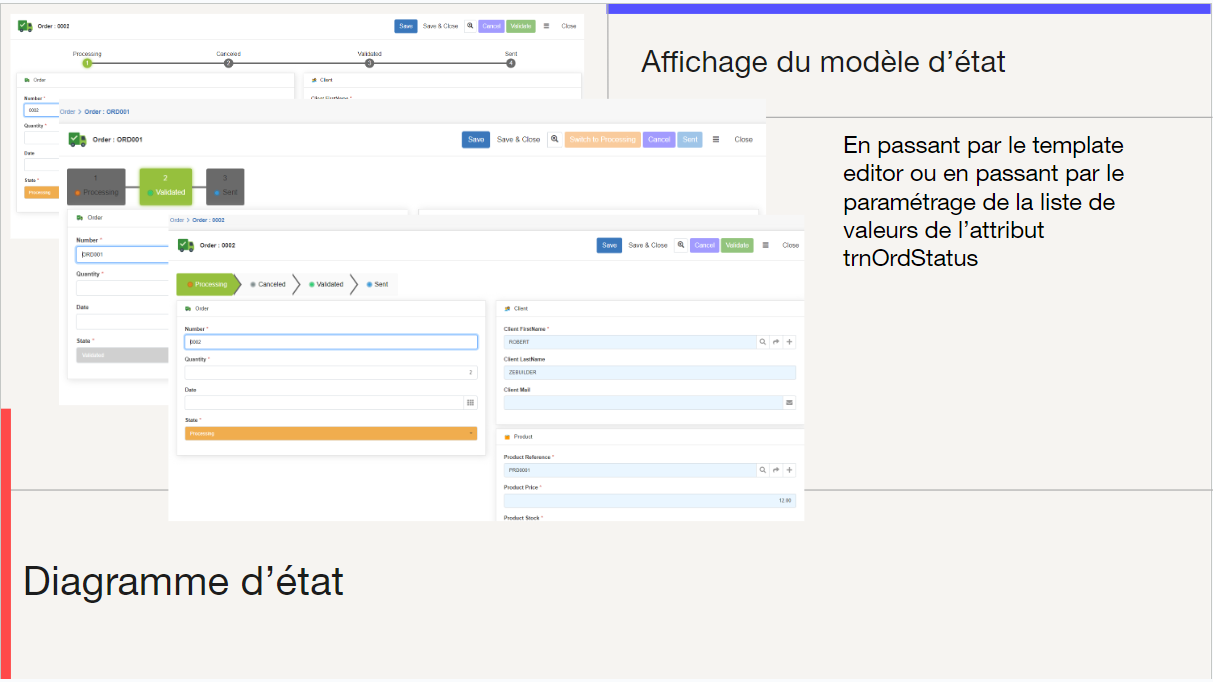 Order : 0002
Save Save & Close Cancel Validate Close
Processing Canceled Validated Sent
1 2 3 4
Order
Client
Number *
Client FirstName *
0002
Quantity *
Date
State *
Processing
Order > Order : ORD001
Order : ORD001
Save Save & Close Switch to Processing Cancel Sent Close
1 2 3
Processing Validated Sent
Order
Number *
ORD001
Quantity *
Date
State *
Validated
Order > Order : 0002
Order : 0002
Save Save & Close Cancel Validate Close
Processing Canceled Validated Sent
Order
Number *
0002
Quantity *
2
Date
State *
Processing
Client
Client FirstName *
ROBERT
Client LastName
ZEBUILDER
Client Mail
Product
Product Reference *
PRD0001
Product Price *
12.00
Product Stock *
Affichage du modèle d’état
En passant par le template
editor ou en passant par le
paramétrage de la liste de
valeurs de l’attribut
trnOrdStatus
Diagramme d’état